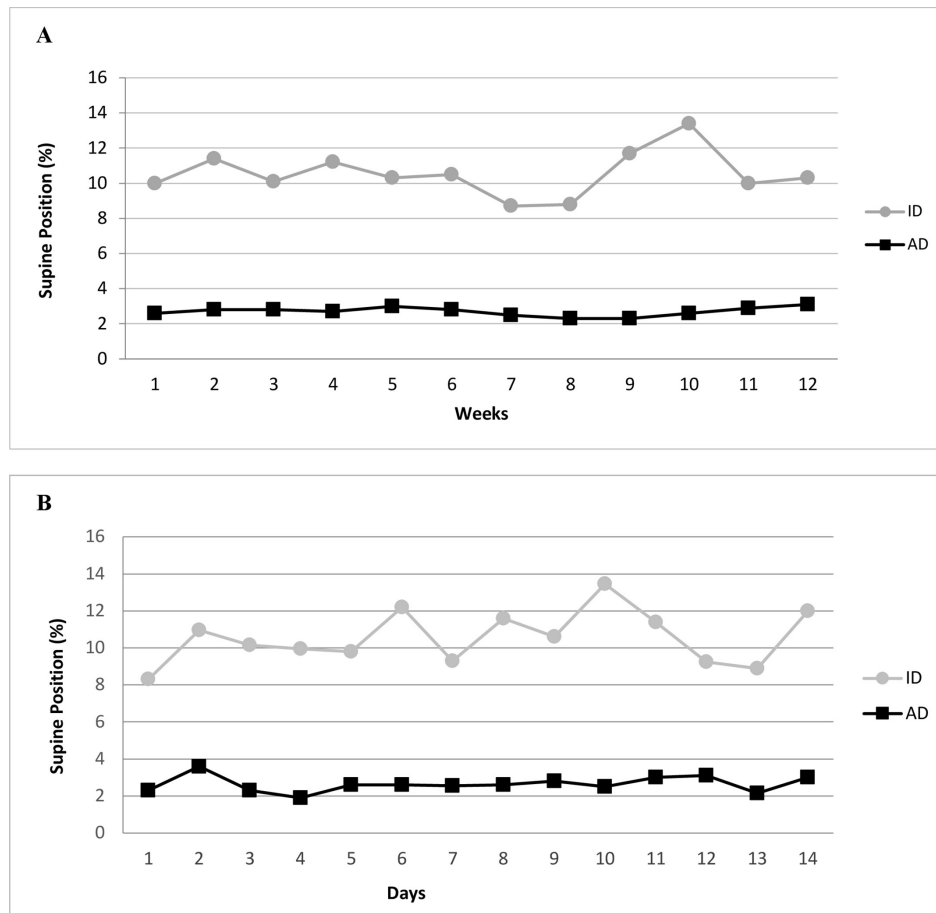 A
16
14
12
10
8
6
4
2
0
Supine Position (%)
1 2 3 4 5 6 7 8 9 10 11 12
Weeks
ID
AD
B
16
14
12
10
8
6
4
2
0
Supine Position (%)
1 2 3 4 5 6 7 8 9 10 11 12 13 14
Days
ID
AD